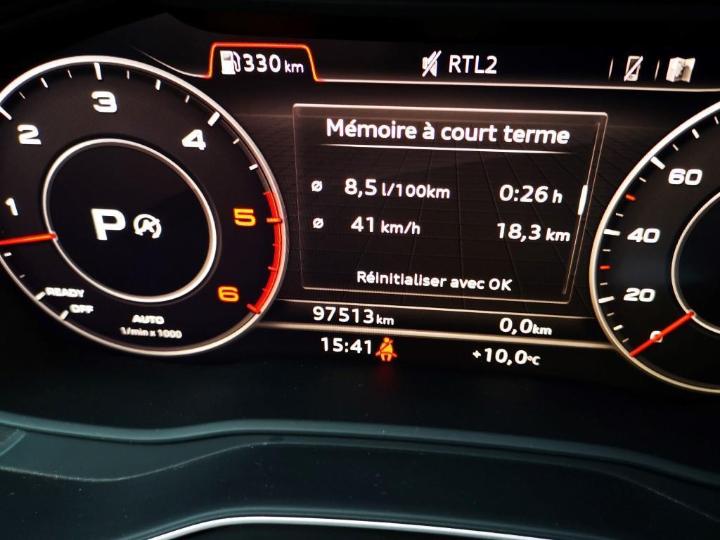 330 km
RTL2
Mémoire à court terme
ø 8,5 l/100km 0:26 h
ø 41 km/h 18,3 km
Réinitialiser avec OK
97513 km 0,0 km
15:41 +10,0 °C
1
2
3
4
5
6
P A
READY
OFF
AUTO
1/min x 1000
60
40
20
0